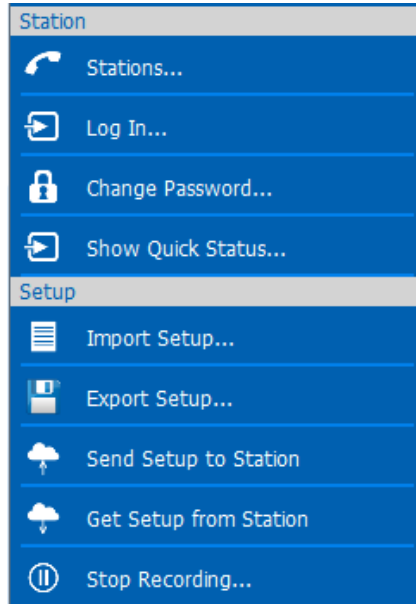 Station
Stations...
Log In...
Change Password...
Show Quick Status...
Setup
Import Setup...
Export Setup...
Send Setup to Station
Get Setup from Station
Stop Recording...